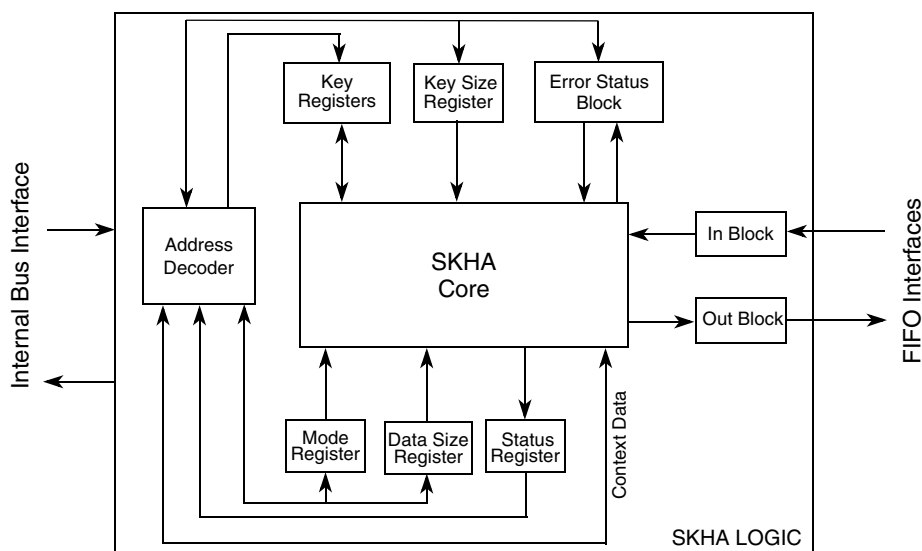 Key
Registers
Key Size
Register
Error Status
Block
Internal Bus Interface
Address
Decoder
SKHA
Core
In Block
Out Block
FIFO Interfaces
Mode
Register
Data Size
Register
Status
Register
Context Data
SKHA LOGIC